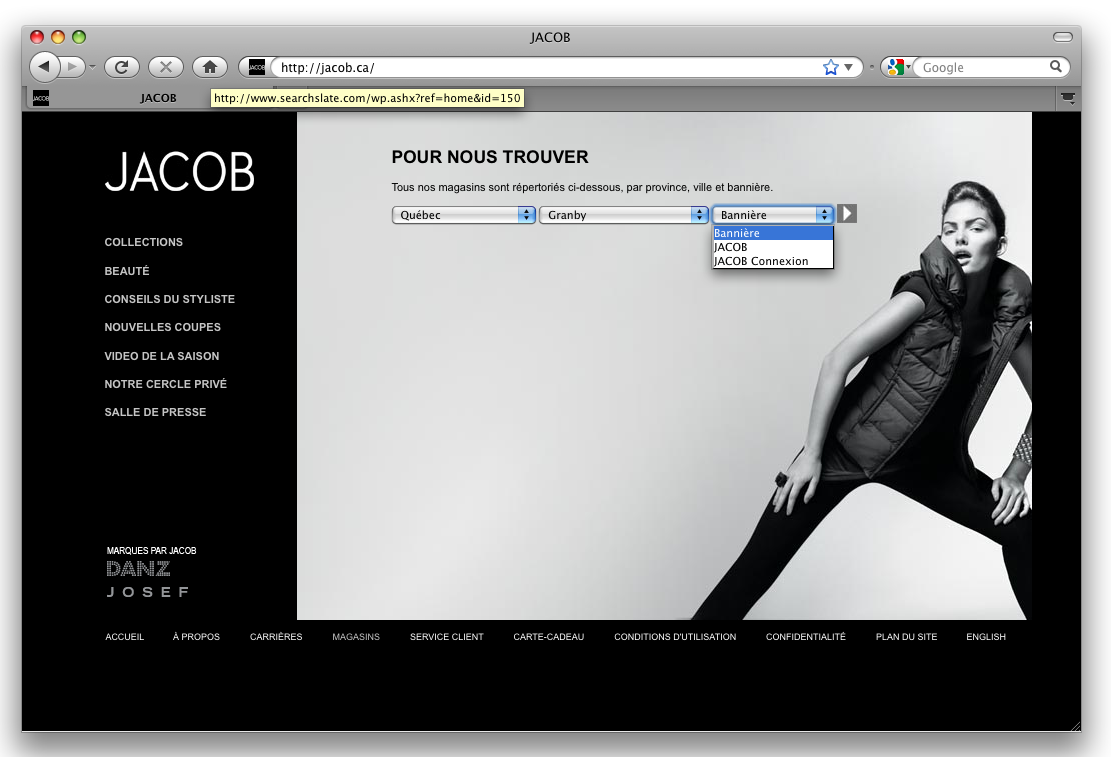 JACOB
http://jacob.ca/
Google
JACOB
JACOB
http://www.searchslate.com/wp.ashx?ref=home&id=150
JACOB
COLLECTIONS
BEAUTÉ
CONSEILS DU STYLISTE
NOUVELLES COUPES
VIDEO DE LA SAISON
NOTRE CERCLE PRIVÉ
SALLE DE PRESSE
MARQUES PAR JACOB
DANZ
JOSEF
POUR NOUS TROUVER
Tous nos magasins sont répertoriés ci-dessous, par province, ville et bannière.
Québec Granby Bannière
Bannière
JACOB
JACOB Connexion
ACCUEIL À PROPOS CARRIÈRES MAGASINS SERVICE CLIENT CARTE-CADEAU CONDITIONS D'UTILISATION CONFIDENTIALITÉ PLAN DU SITE ENGLISH